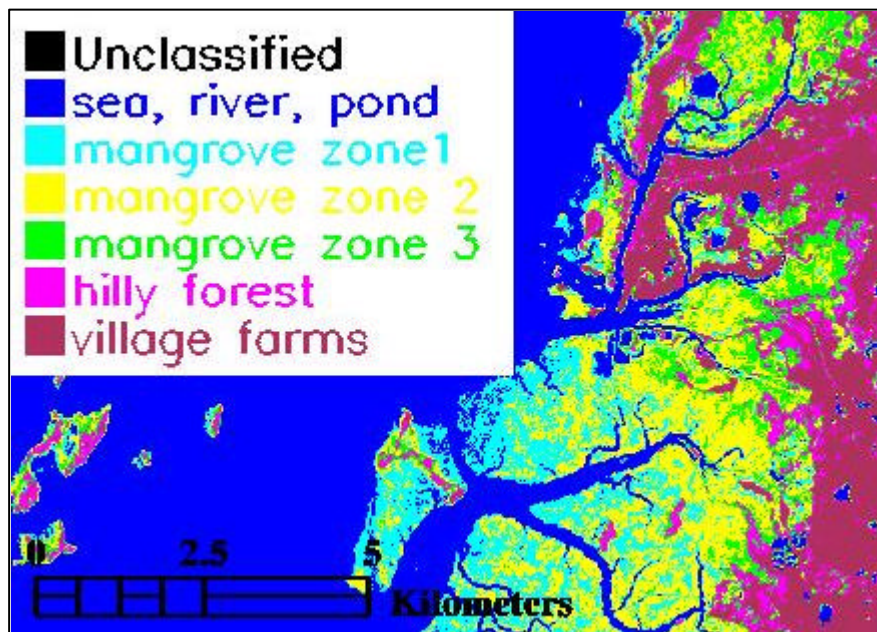 Unclassified
sea, river, pond
mangrove zone1
mangrove zone 2
mangrove zone 3
hilly forest
village farms
0 2.5 5
Kilometers